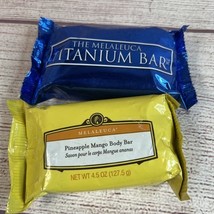 THE MELALEUCA
TITANIUM BAR
MELALEUCA
Pineapple Mango Body Bar
Savon pour le corps Mangue ananas
NET WT 4.5 OZ (127.5 g)